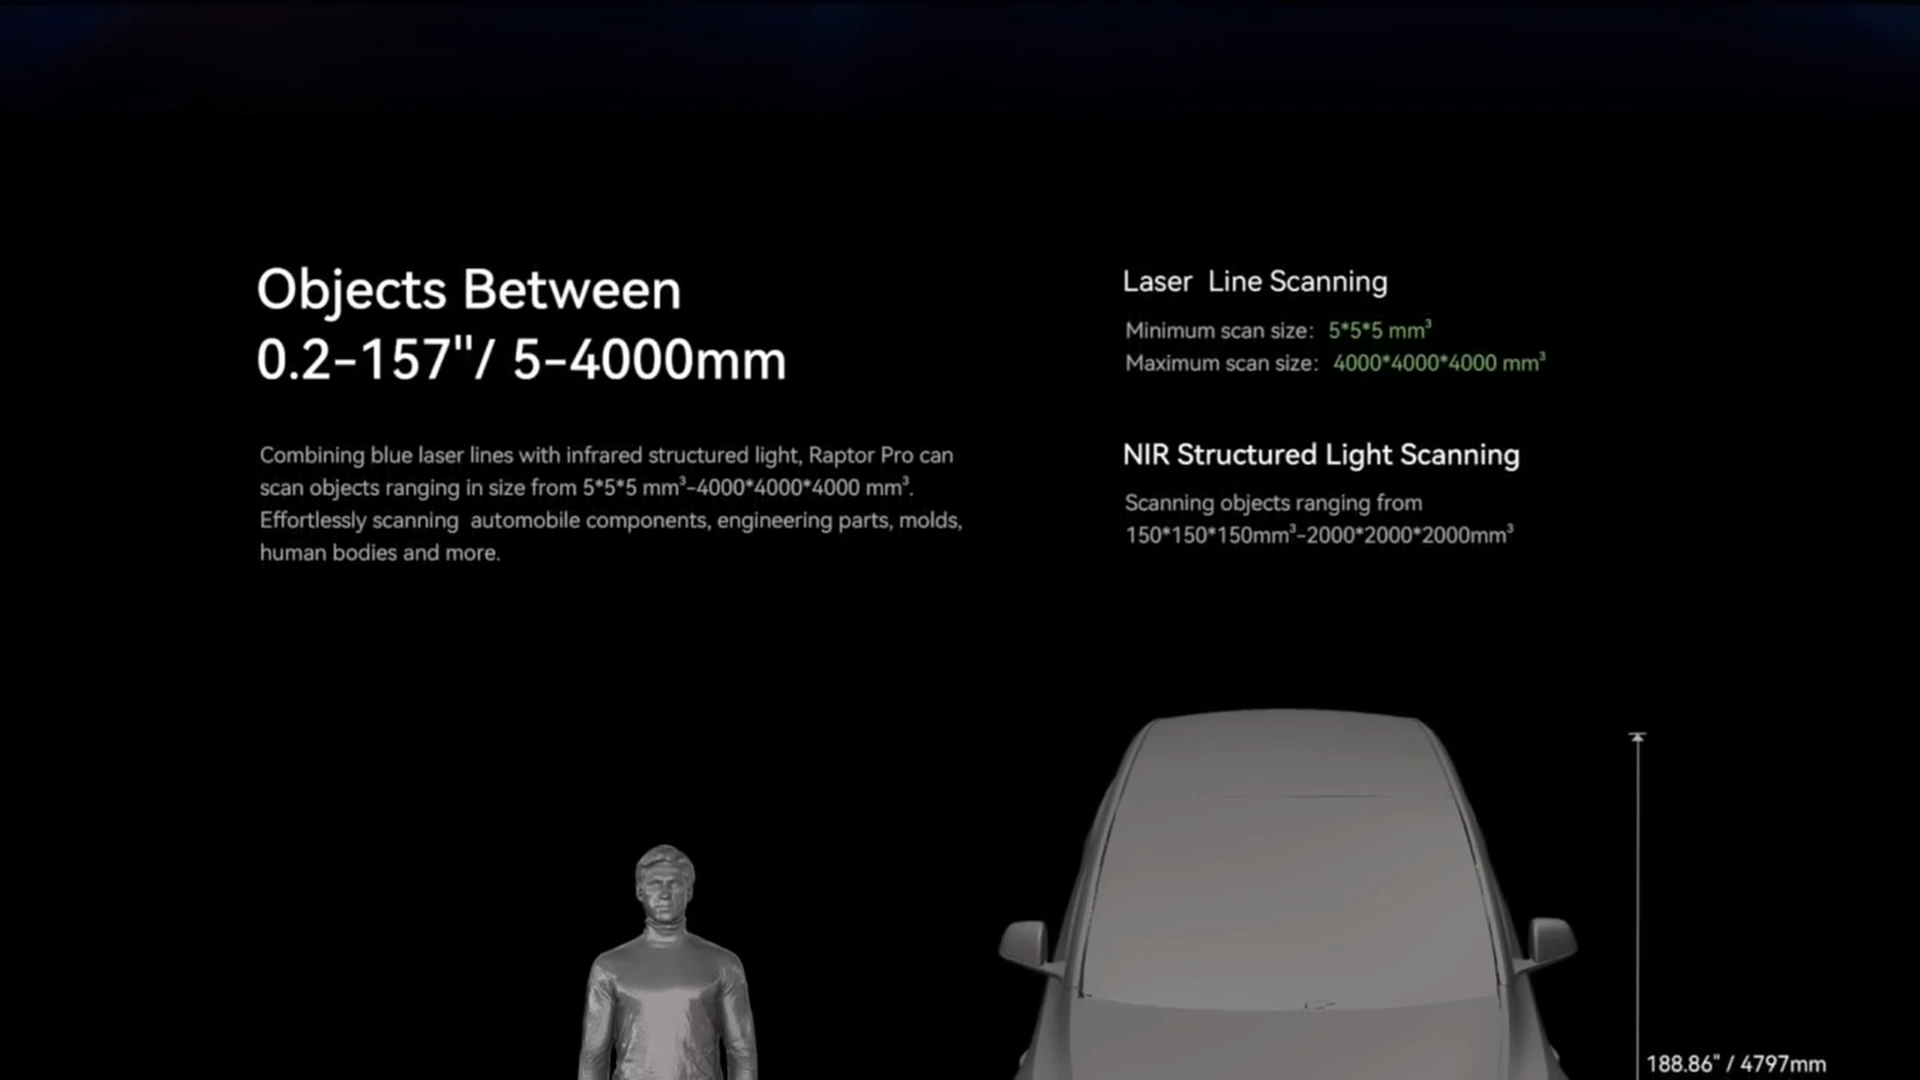 Objects Between
0.2-157"/ 5-4000mm
Combining blue laser lines with infrared structured light, Raptor Pro can
scan objects ranging in size from 5*5*5 mm³-4000*4000*4000 mm³.
Effortlessly scanning  automobile components, engineering parts, molds,
human bodies and more.
Laser  Line Scanning
Minimum scan size:  5*5*5 mm³
Maximum scan size:  4000*4000*4000 mm³
NIR Structured Light Scanning
Scanning objects ranging from
150*150*150mm³-2000*2000*2000mm³
188.86" / 4797mm